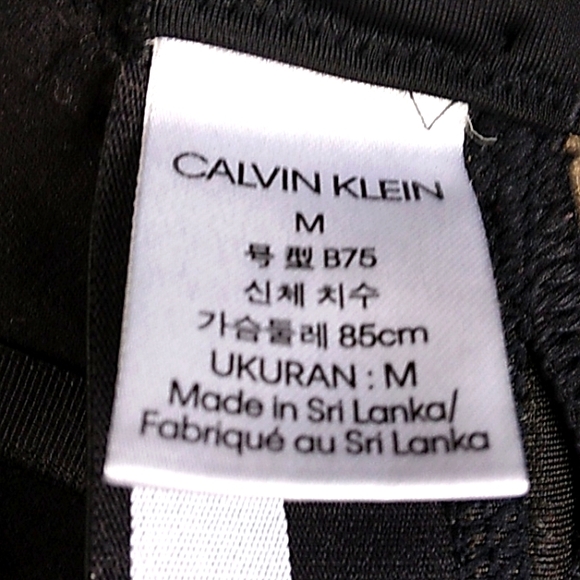 CALVIN KLEIN
M
号型 B75
신체 치수
가슴둘레 85cm
UKURAN : M
Made in Sri Lanka/
Fabriqué au Sri Lanka